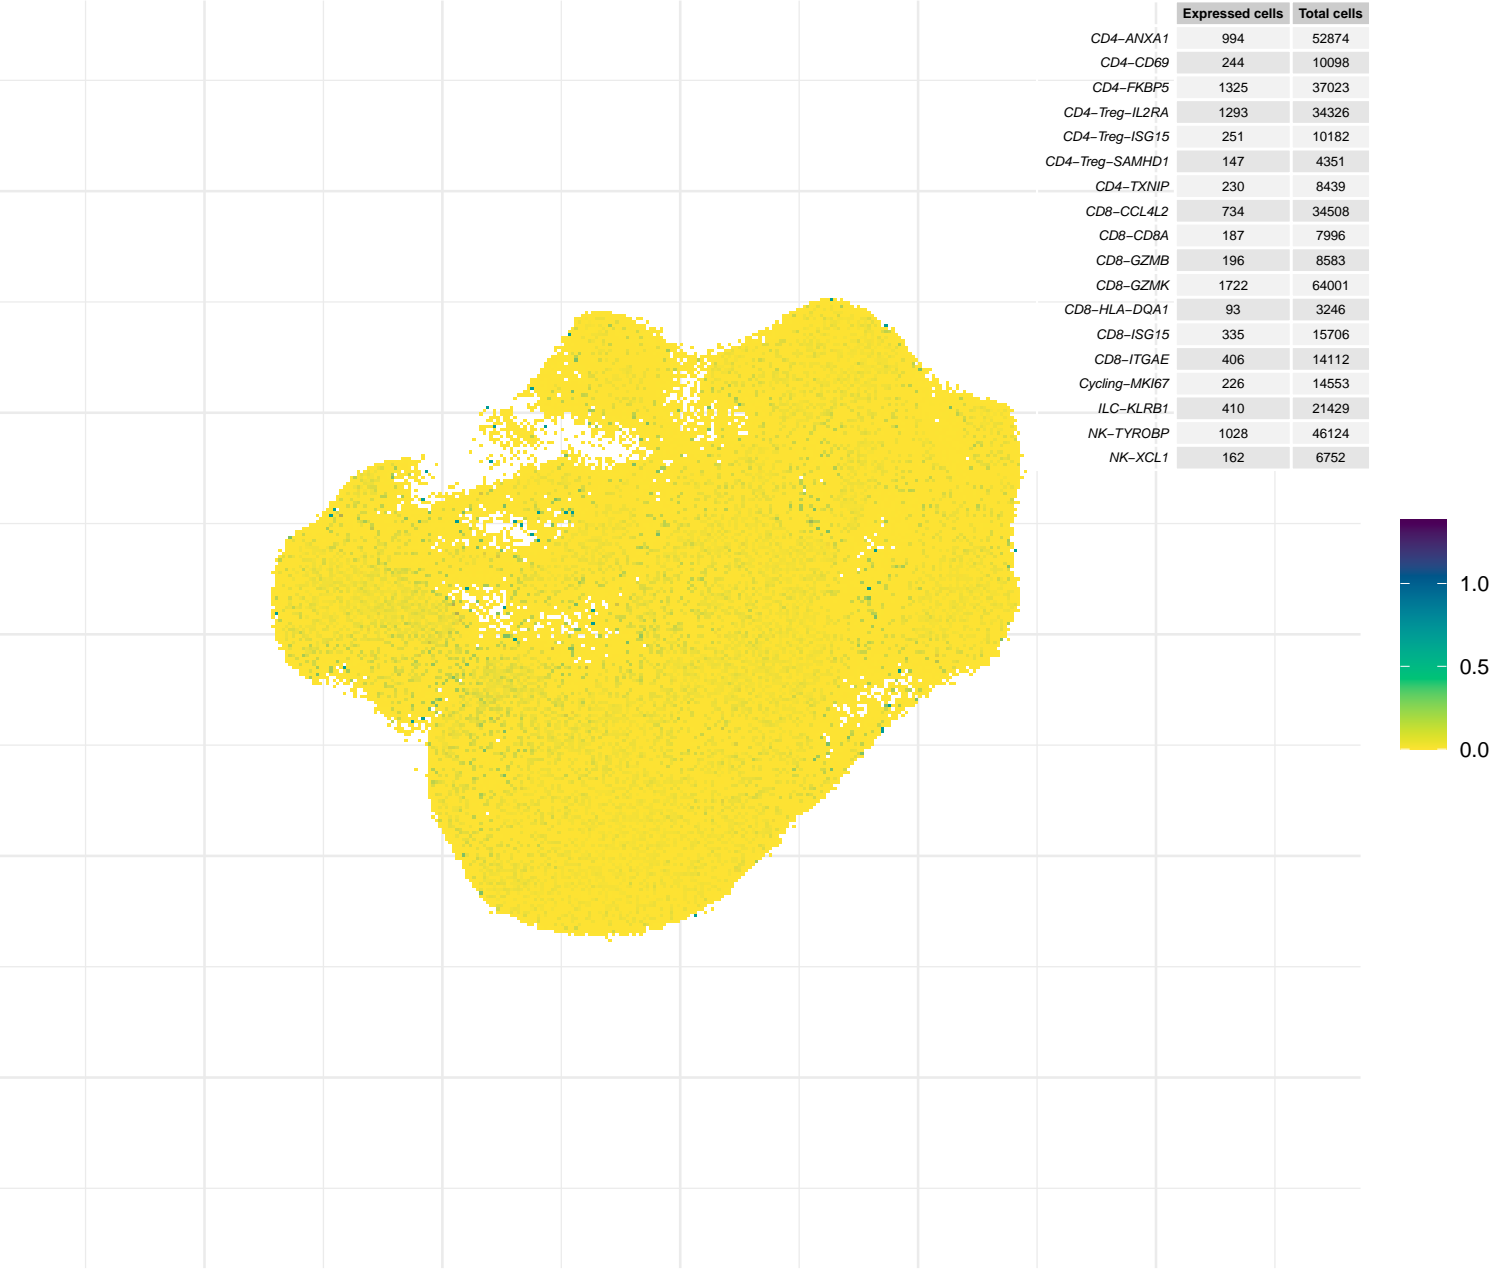 Expressed cells Total cells
CD4−ANXA1 994 52874
CD4−CD69 244 10098
CD4−FKBP5 1325 37023
CD4−Treg−IL2RA 1293 34326
CD4−Treg−ISG15 251 10182
CD4−Treg−SAMHD1 147 4351
CD4−TXNIP 230 8439
CD8−CCL4L2 734 34508
CD8−CD8A 187 7996
CD8−GZMB 196 8583
CD8−GZMK 1722 64001
CD8−HLA−DQA1 93 3246
CD8−ISG15 335 15706
CD8−ITGAE 406 14112
Cycling−MKI67 226 14553
ILC−KLRB1 410 21429
NK−TYROBP 1028 46124
NK−XCL1 162 6752
1.0
0.5
0.0